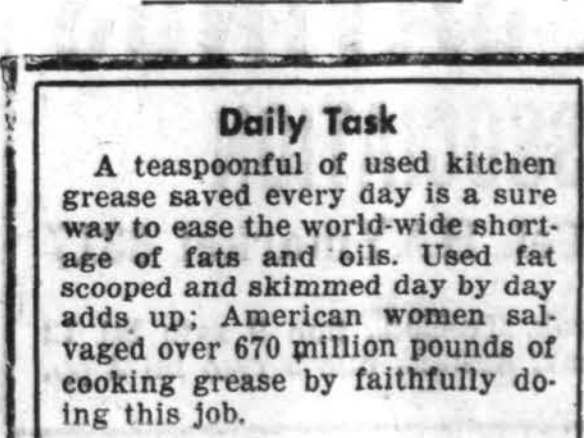 Daily Task
A teaspoonful of used kitchen
grease saved every day is a sure
way to ease the world-wide short-
age of fats and oils. Used fat
scooped and skimmed day by day
adds up; American women sal-
vaged over 670 million pounds of
cooking grease by faithfully do-
ing this job.